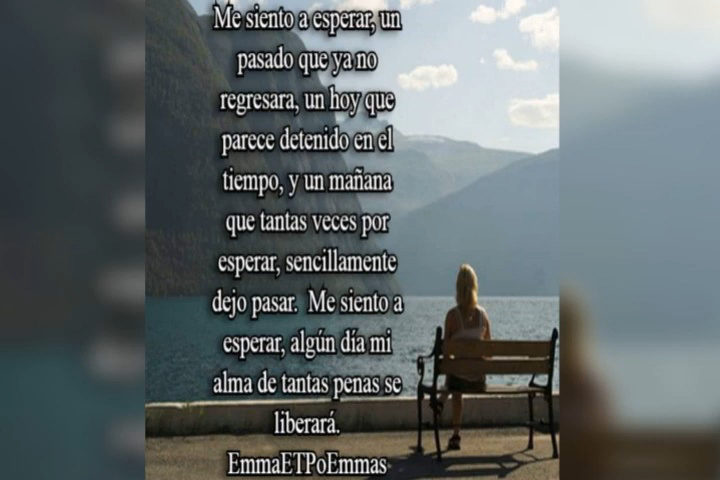 Me siento a esperar, un
pasado que ya no
regresara, un hoy que
parece detenido en el
tiempo, y un mañana
que tantas veces por
esperar, sencillamente
dejo pasar. Me siento a
esperar, algún día mi
alma de tantas penas se
liberará.
EmmaETPoEmmas